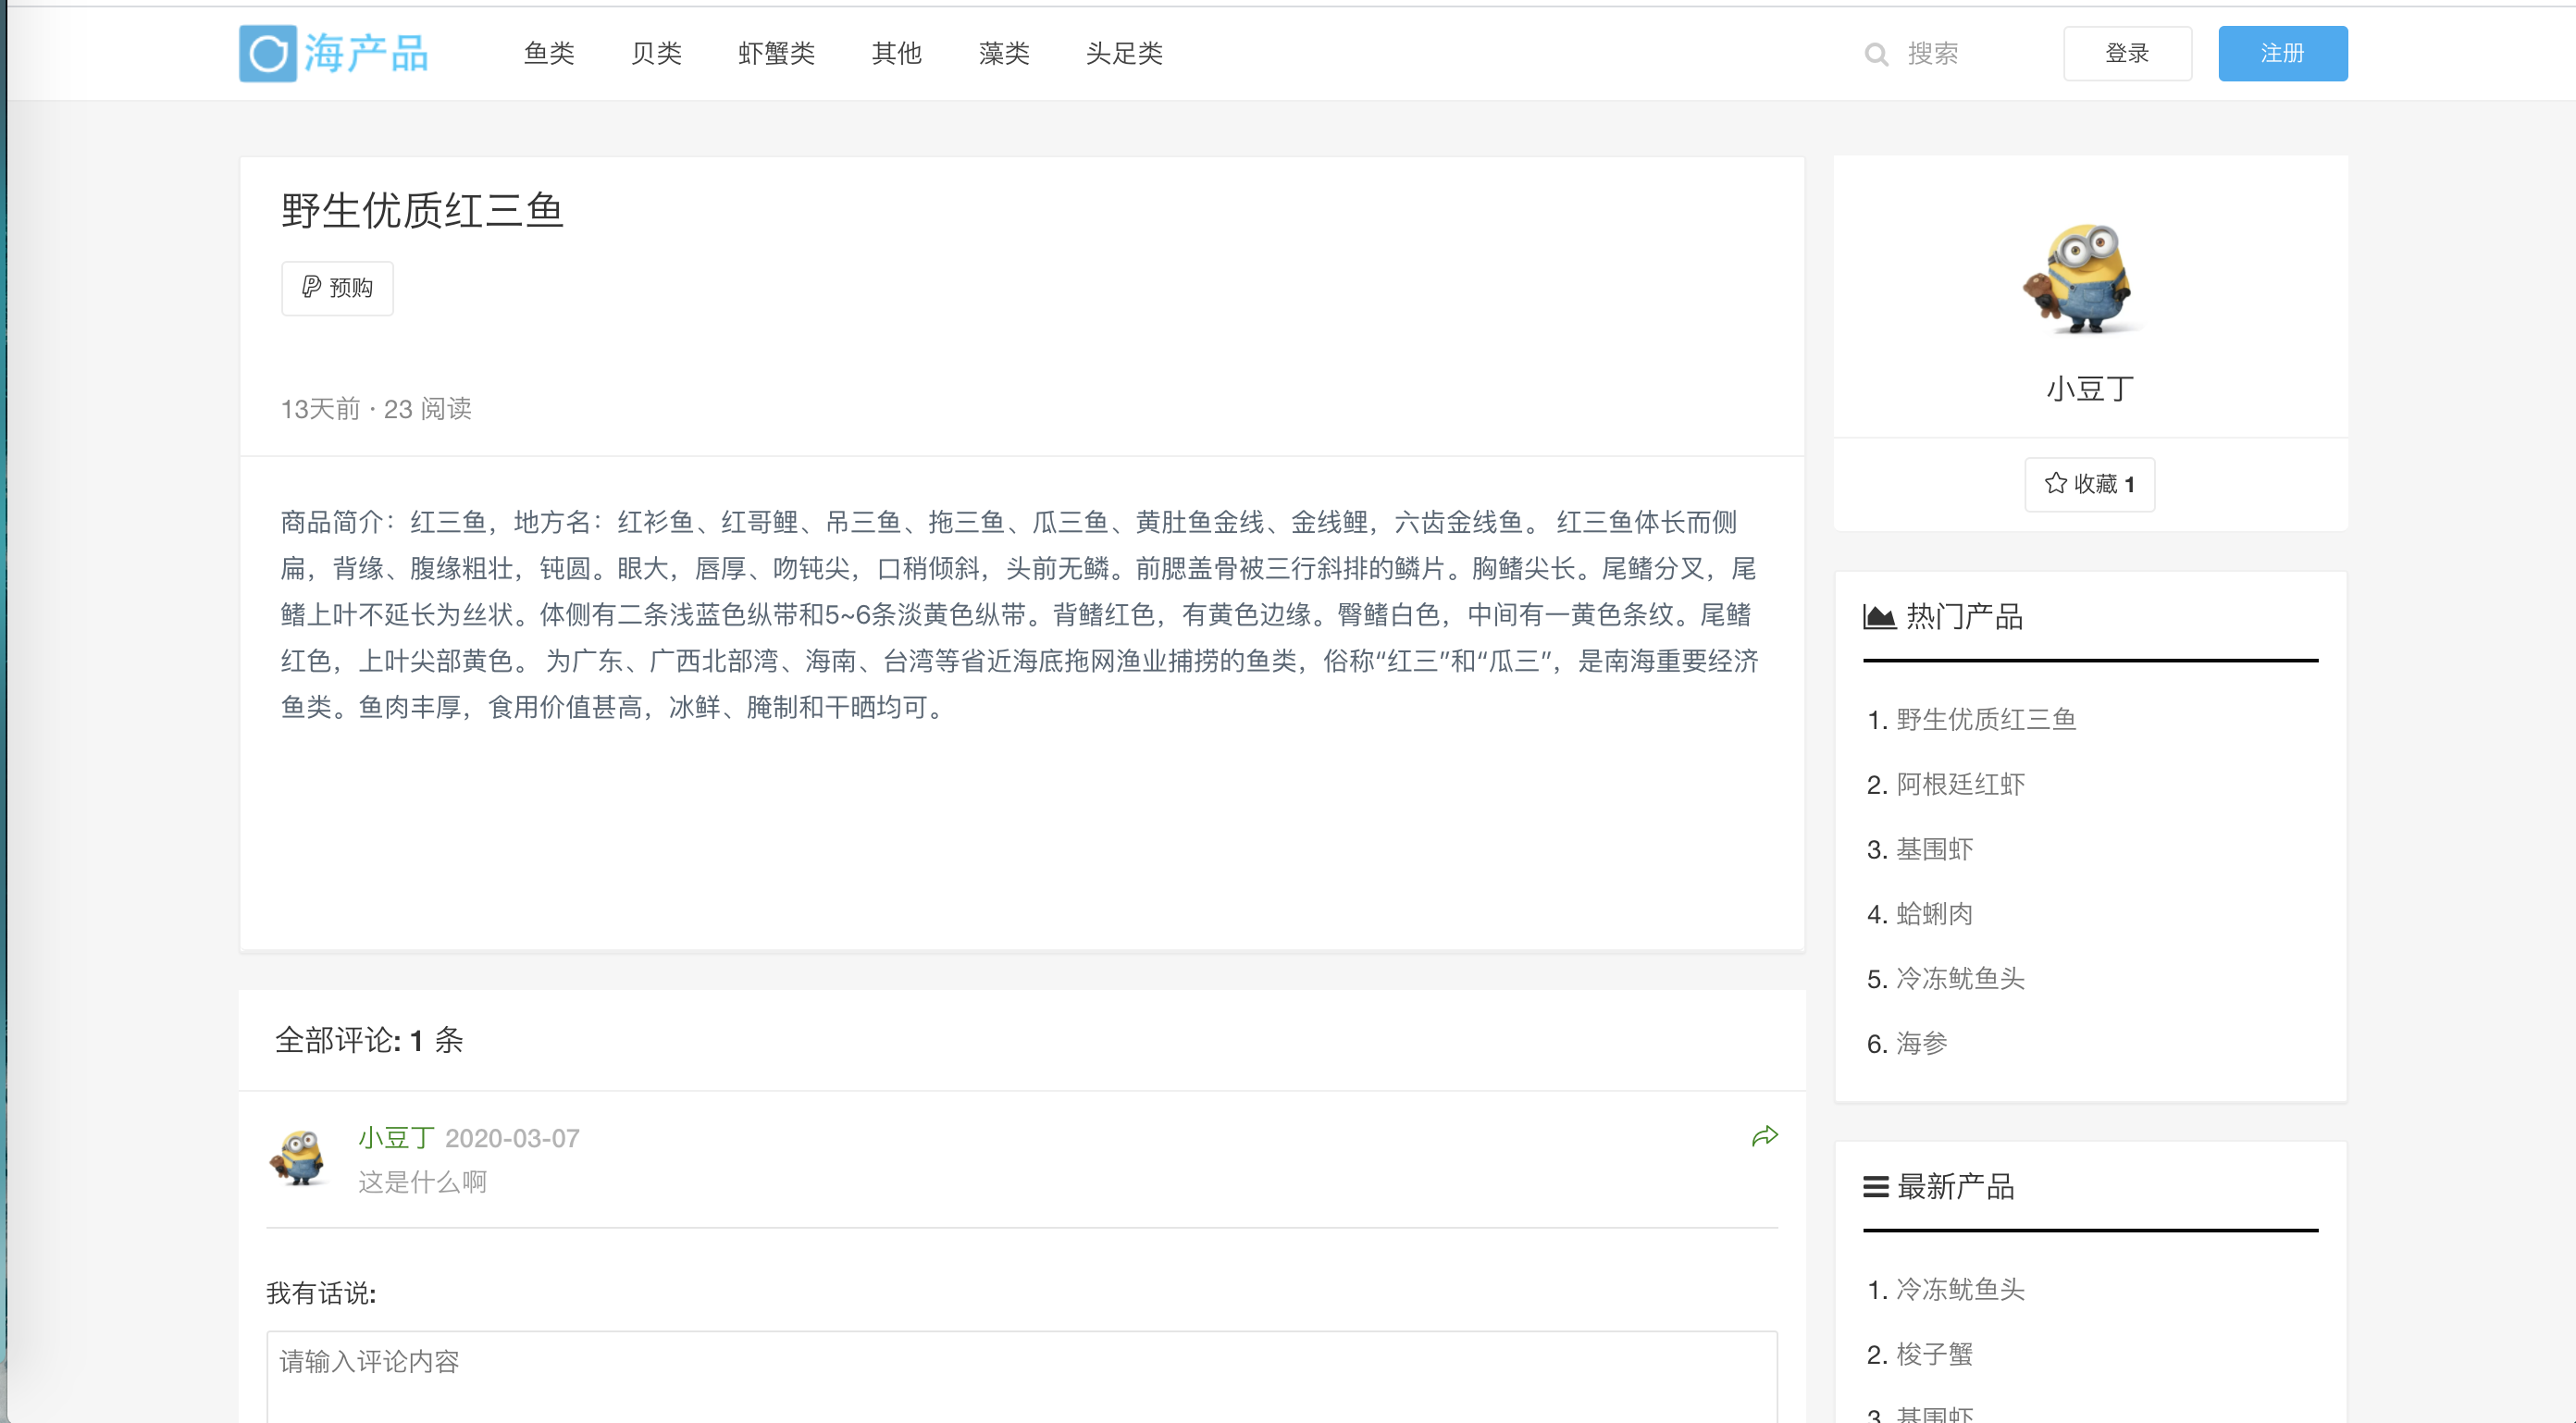 海产品
鱼类
贝类
虾蟹类
其他
藻类
头足类
搜索
登录
注册
野生优质红三鱼
预购
13天前 · 23 阅读
商品简介：红三鱼，地方名：红衫鱼、红哥鲤、吊三鱼、拖三鱼、瓜三鱼、黄肚鱼金线、金线鲤，六齿金线鱼。 红三鱼体长而侧
扁，背缘、腹缘粗壮，钝圆。眼大，唇厚、吻钝尖，口稍倾斜，头前无鳞。前腮盖骨被三行斜排的鳞片。胸鳍尖长。尾鳍分叉，尾
鳍上叶不延长为丝状。体侧有二条浅蓝色纵带和5~6条淡黄色纵带。背鳍红色，有黄色边缘。臀鳍白色，中间有一黄色条纹。尾鳍
红色，上叶尖部黄色。 为广东、广西北部湾、海南、台湾等省近海底拖网渔业捕捞的鱼类，俗称“红三”和“瓜三”，是南海重要经济
鱼类。鱼肉丰厚，食用价值甚高，冰鲜、腌制和干晒均可。
全部评论: 1 条
小豆丁 2020-03-07
这是什么啊
我有话说:
请输入评论内容
小豆丁
收藏 1
热门产品
1. 野生优质红三鱼
2. 阿根廷红虾
3. 基围虾
4. 蛤蜊肉
5. 冷冻鱿鱼头
6. 海参
最新产品
1. 冷冻鱿鱼头
2. 梭子蟹
3. 基围虾